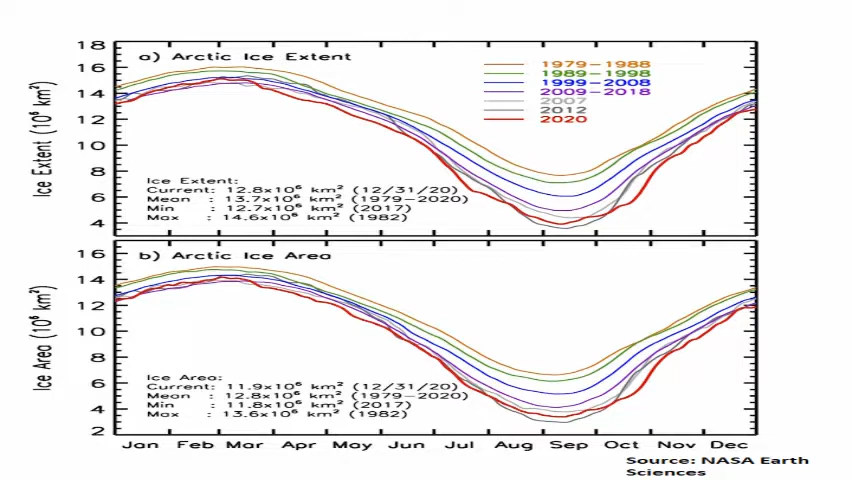 a) Arctic Ice Extent
18
16
14
12
10
8
6
4
Ice Extent (10⁶ km²)
1979-1988
1989-1998
1999-2008
2009-2018
2007
2012
2020
Ice Extent:
Current: 12.8x10⁶ km² (12/31/20)
Mean : 13.7x10⁶ km² (1979-2020)
Min : 12.7x10⁶ km² (2017)
Max : 14.6x10⁶ km² (1982)
b) Arctic Ice Area
16
14
12
10
8
6
4
2
Ice Area (10⁶ km²)
Ice Area:
Current: 11.9x10⁶ km² (12/31/20)
Mean : 12.8x10⁶ km² (1979-2020)
Min : 11.8x10⁶ km² (2017)
Max : 13.6x10⁶ km² (1982)
Jan Feb Mar Apr May Jun Jul Aug Sep Oct Nov Dec
Source: NASA Earth
Sciences